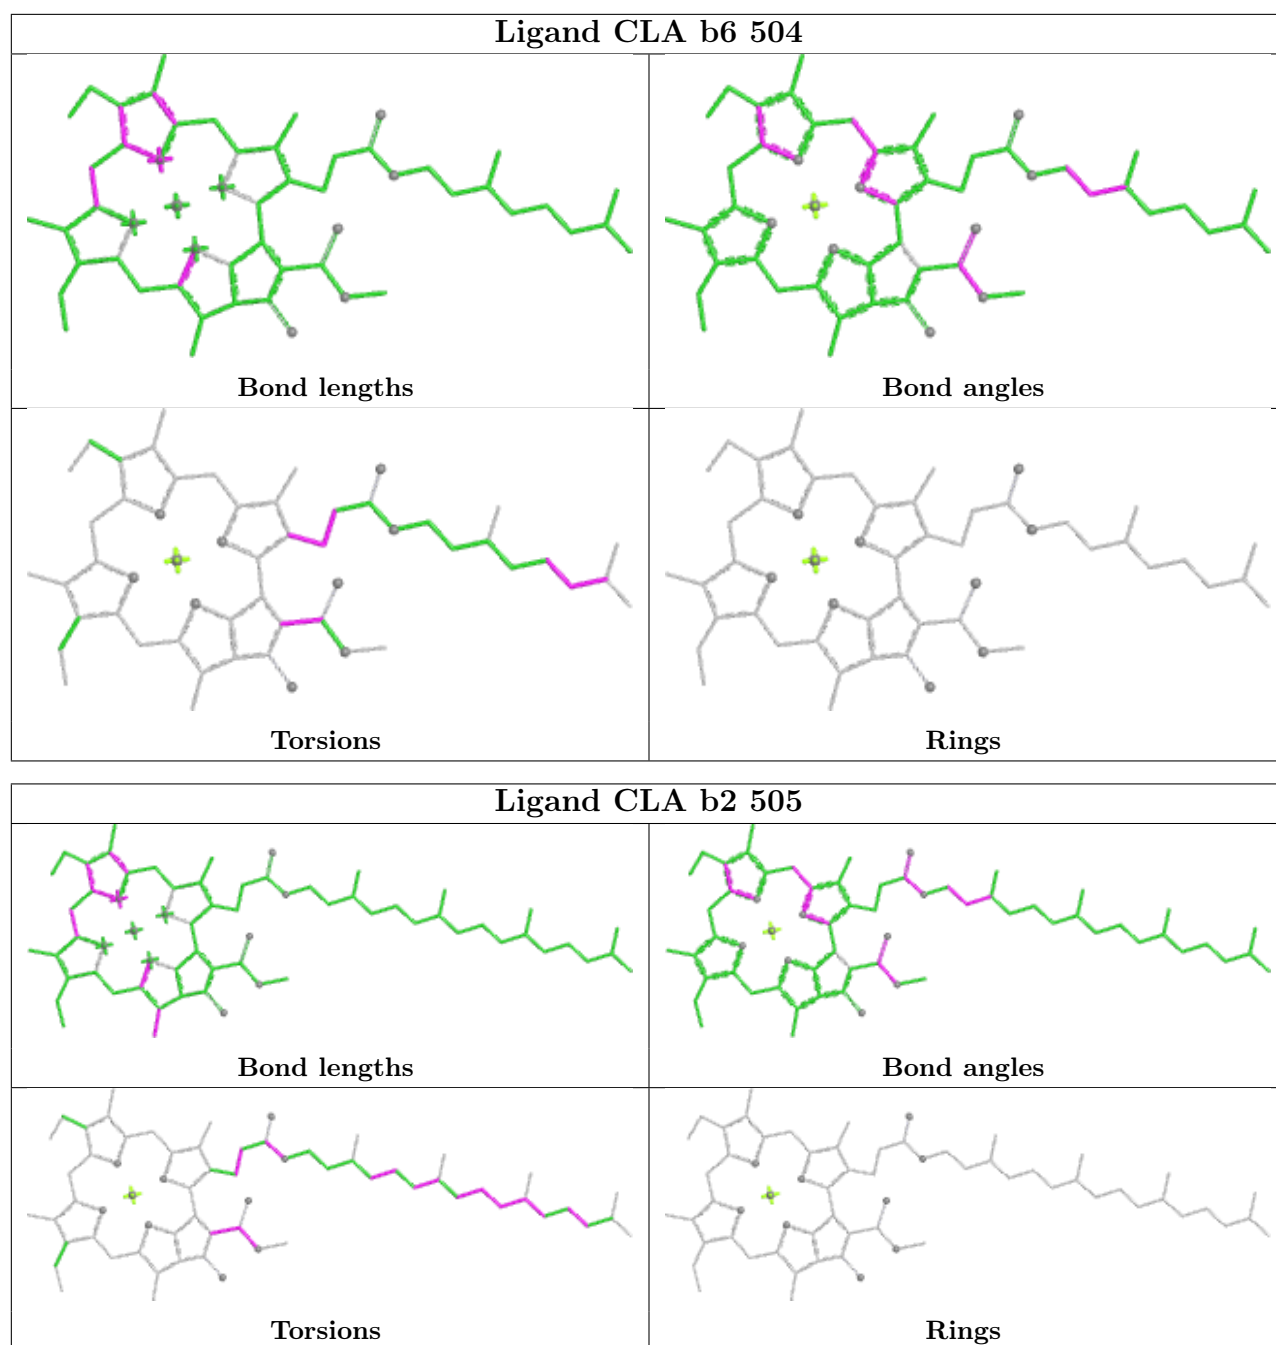 Ligand CLA b6 504
Bond lengths
Bond angles
Torsions
Rings
Ligand CLA b2 505
Bond lengths
Bond angles
Torsions
Rings